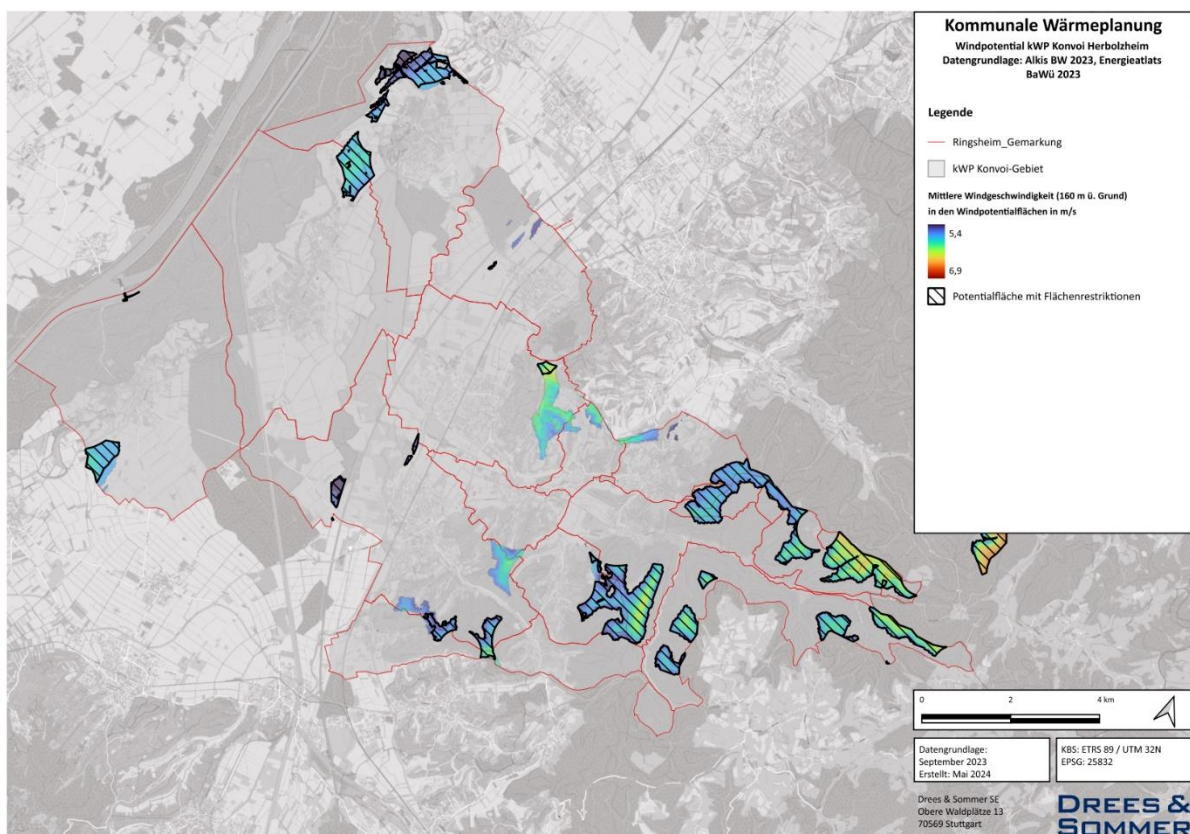 Kommunale Wärmeplanung
Windpotential kWP Konvoi Herbolzheim
Datengrundlage: Alkis BW 2023, Energieatlats
BaWü 2023
Legende
Ringsheim_Gemarkung
kWP Konvoi-Gebiet
Mittlere Windgeschwindigkeit (160 m ü. Grund)
in den Windpotentialflächen in m/s
5,4
6,9
Potentialfläche mit Flächenrestriktionen
0 2 4 km
Datengrundlage:
September 2023
Erstellt: Mai 2024
KBS: ETRS 89 / UTM 32N
EPSG: 25832
Drees & Sommer SE
Obere Waldplätze 13
70569 Stuttgart
DREES &
SOMMER